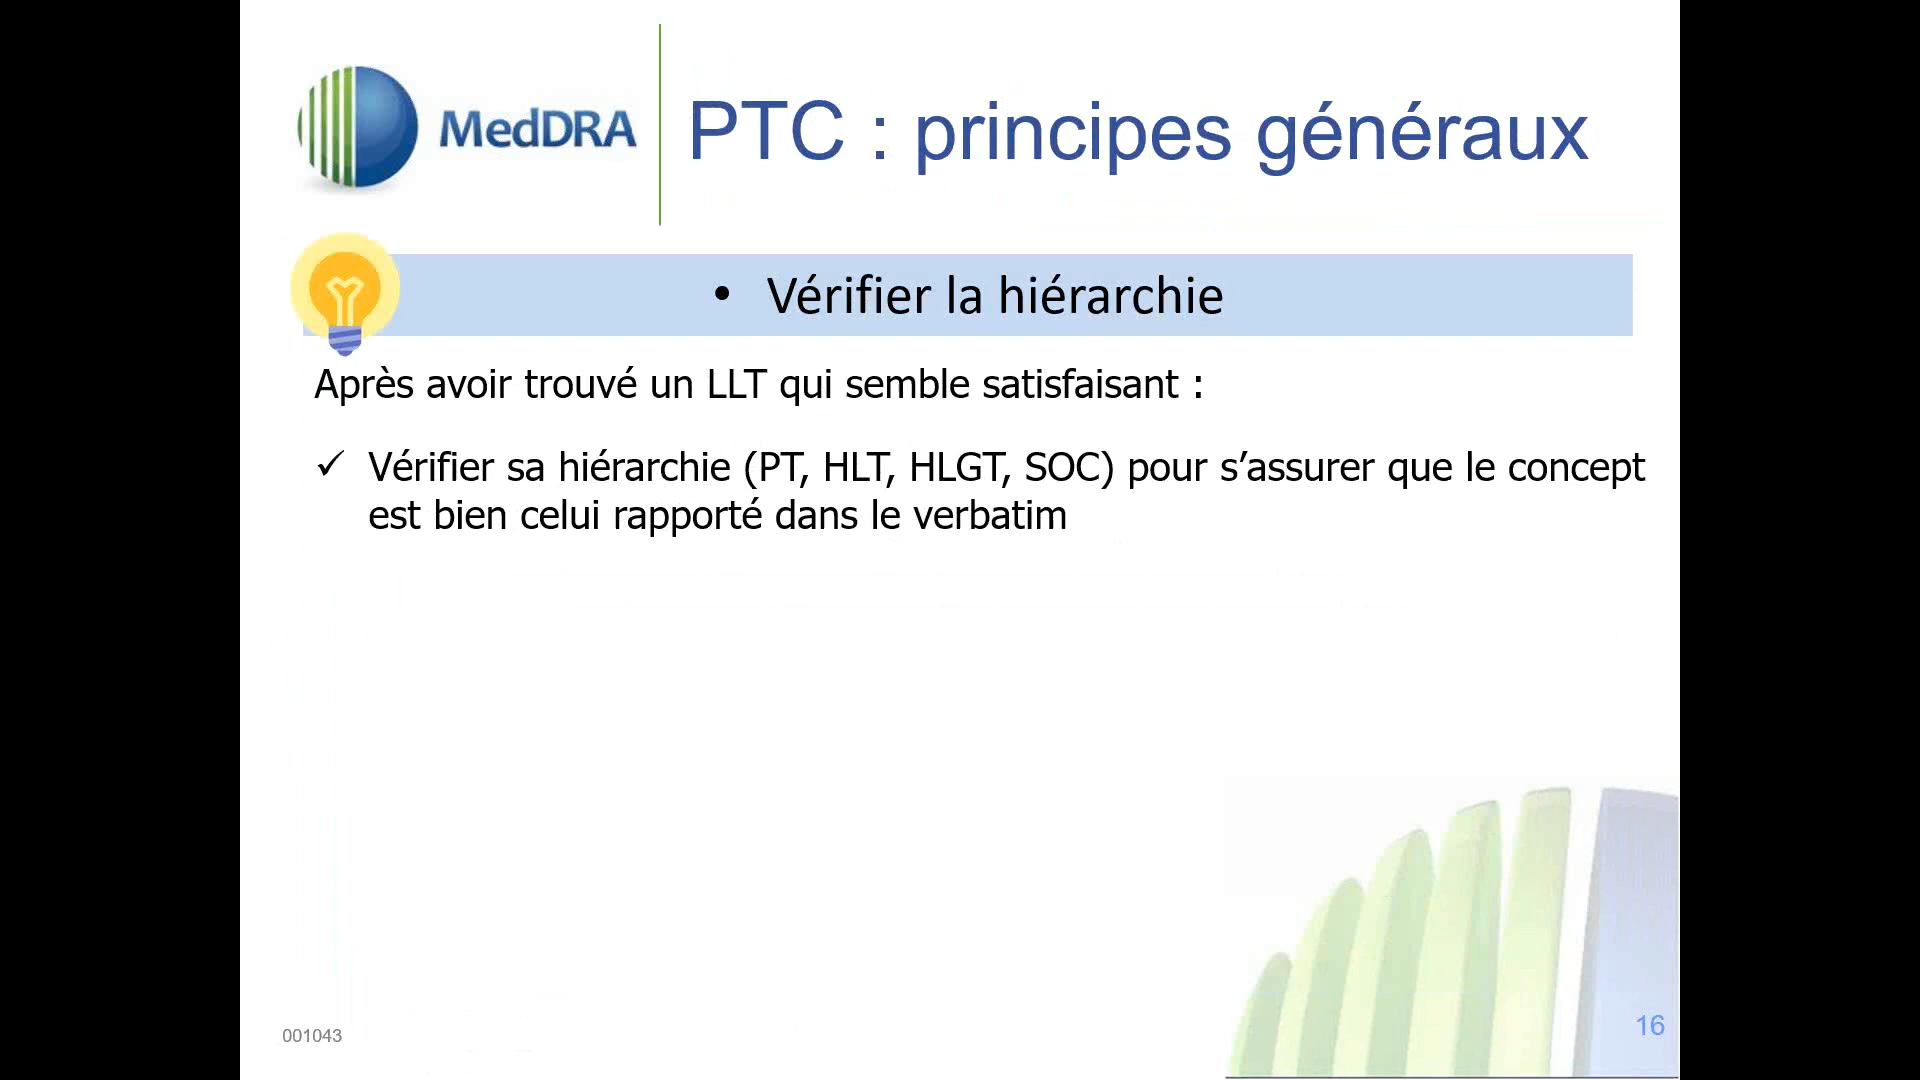 MedDRA
PTC : principes généraux
• Vérifier la hiérarchie
Après avoir trouvé un LLT qui semble satisfaisant :
✓ Vérifier sa hiérarchie (PT, HLT, HLGT, SOC) pour s’assurer que le concept
est bien celui rapporté dans le verbatim
001043
16